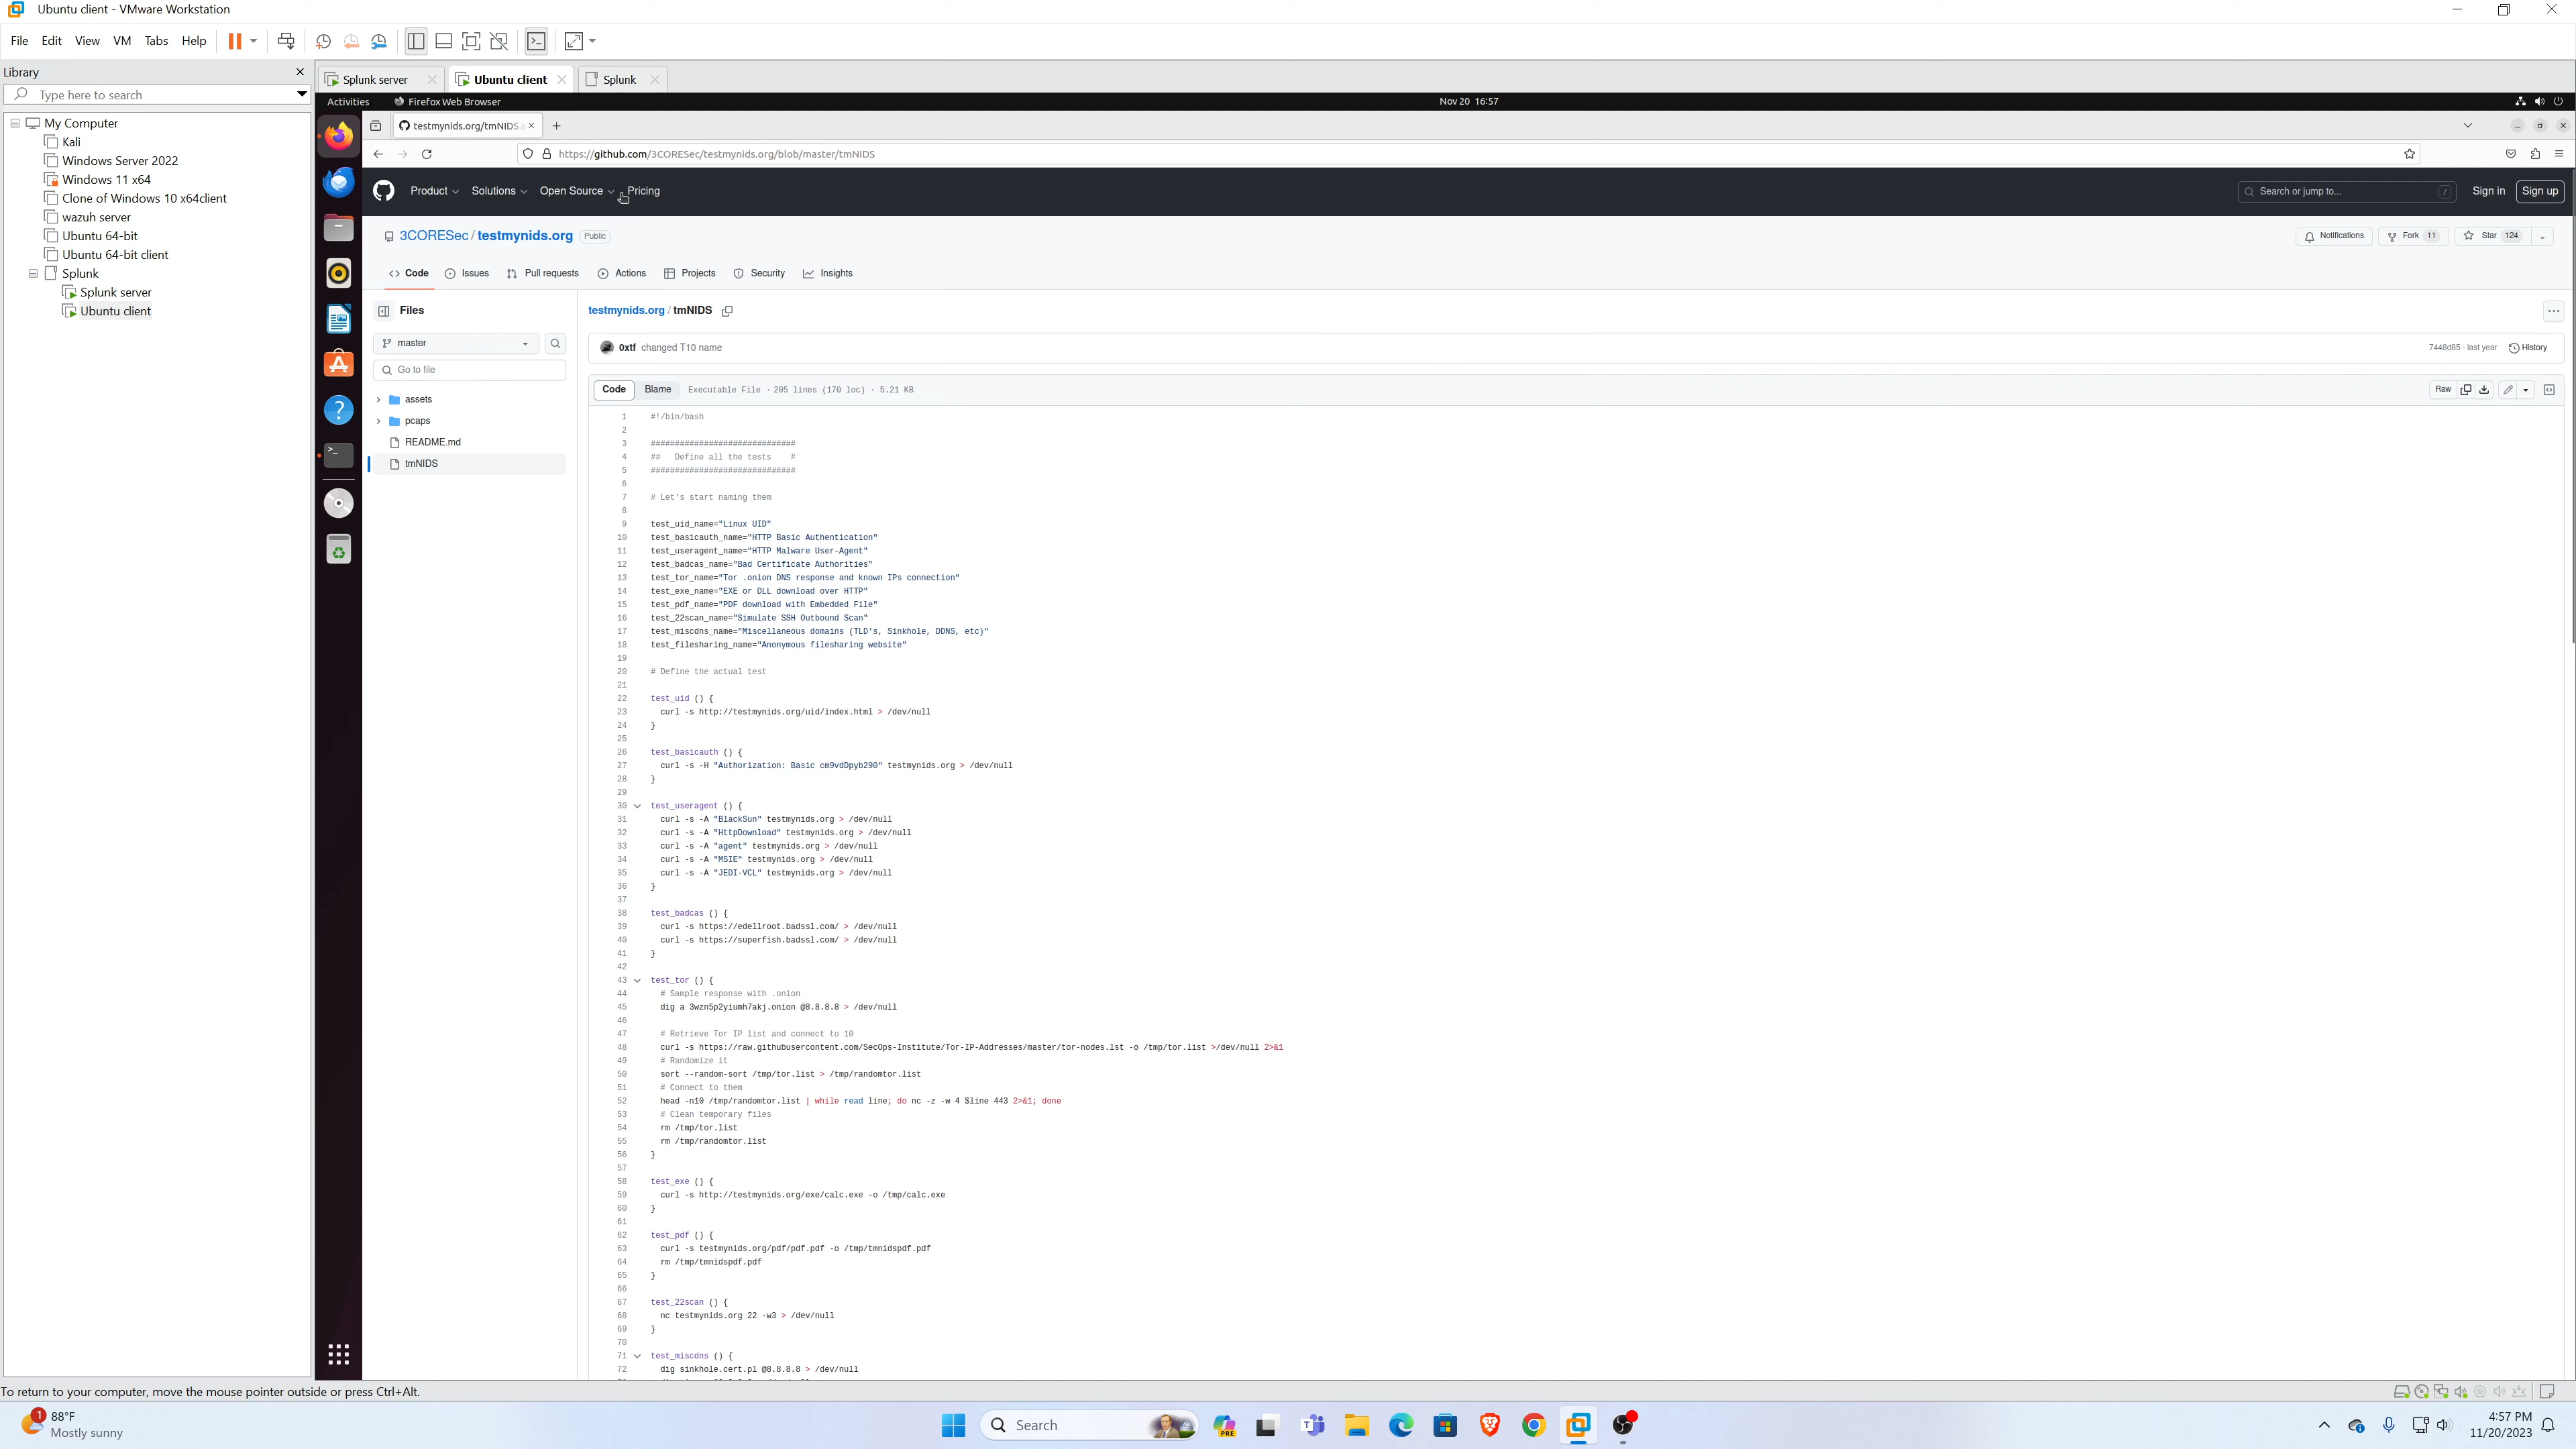 Ubuntu client - VMware Workstation
File Edit View VM Tabs Help
Library
Type here to search
My Computer
Kali
Windows Server 2022
Windows 11 x64
Clone of Windows 10 x64client
wazuh server
Ubuntu 64-bit
Ubuntu 64-bit client
Splunk
Splunk server
Ubuntu client
Splunk server Ubuntu client Splunk
Activities Firefox Web Browser Nov 20 16:57
testmynids.org/tmNIDS
https://github.com/3CORESec/testmynids.org/blob/master/tmNIDS
Product Solutions Open Source Pricing Search or jump to... / Sign in Sign up
3CORESec / testmynids.org Public Notifications Fork 11 Star 124
Code Issues Pull requests Actions Projects Security Insights
Files
master
Go to file
assets
pcaps
README.md
tmNIDS
testmynids.org / tmNIDS
0xtf changed T10 name 7448d85 · last year History
Code Blame Executable File · 205 lines (170 loc) · 5.21 KB Raw
1 #!/bin/bash
2
3 ##############################
4 ## Define all the tests #
5 ##############################
6
7 # Let's start naming them
8
9 test_uid_name="Linux UID"
10 test_basicauth_name="HTTP Basic Authentication"
11 test_useragent_name="HTTP Malware User-Agent"
12 test_badcas_name="Bad Certificate Authorities"
13 test_tor_name="Tor .onion DNS response and known IPs connection"
14 test_exe_name="EXE or DLL download over HTTP"
15 test_pdf_name="PDF download with Embedded File"
16 test_22scan_name="Simulate SSH Outbound Scan"
17 test_miscdns_name="Miscellaneous domains (TLD's, Sinkhole, DDNS, etc)"
18 test_filesharing_name="Anonymous filesharing website"
19
20 # Define the actual test
21
22 test_uid () {
23 curl -s http://testmynids.org/uid/index.html > /dev/null
24 }
25
26 test_basicauth () {
27 curl -s -H "Authorization: Basic cm9vdDpyb290" testmynids.org > /dev/null
28 }
29
30 test_useragent () {
31 curl -s -A "BlackSun" testmynids.org > /dev/null
32 curl -s -A "HttpDownload" testmynids.org > /dev/null
33 curl -s -A "agent" testmynids.org > /dev/null
34 curl -s -A "MSIE" testmynids.org > /dev/null
35 curl -s -A "JEDI-VCL" testmynids.org > /dev/null
36 }
37
38 test_badcas () {
39 curl -s https://edellroot.badssl.com/ > /dev/null
40 curl -s https://superfish.badssl.com/ > /dev/null
41 }
42
43 test_tor () {
44 # Sample response with .onion
45 dig a 3wzn5p2yiumh7akj.onion @8.8.8.8 > /dev/null
46
47 # Retrieve Tor IP list and connect to 10
48 curl -s https://raw.githubusercontent.com/SecOps-Institute/Tor-IP-Addresses/master/tor-nodes.lst -o /tmp/tor.list >/dev/null 2>&1
49 # Randomize it
50 sort --random-sort /tmp/tor.list > /tmp/randomtor.list
51 # Connect to them
52 head -n10 /tmp/randomtor.list | while read line; do nc -z -w 4 $line 443 2>&1; done
53 # Clean temporary files
54 rm /tmp/tor.list
55 rm /tmp/randomtor.list
56 }
57
58 test_exe () {
59 curl -s http://testmynids.org/exe/calc.exe -o /tmp/calc.exe
60 }
61
62 test_pdf () {
63 curl -s testmynids.org/pdf/pdf.pdf -o /tmp/tmnidspdf.pdf
64 rm /tmp/tmnidspdf.pdf
65 }
66
67 test_22scan () {
68 nc testmynids.org 22 -w3 > /dev/null
69 }
70
71 test_miscdns () {
72 dig sinkhole.cert.pl @8.8.8.8 > /dev/null
To return to your computer, move the mouse pointer outside or press Ctrl+Alt.
1 88°F
Mostly sunny
Search
PRE
4:57 PM
11/20/2023